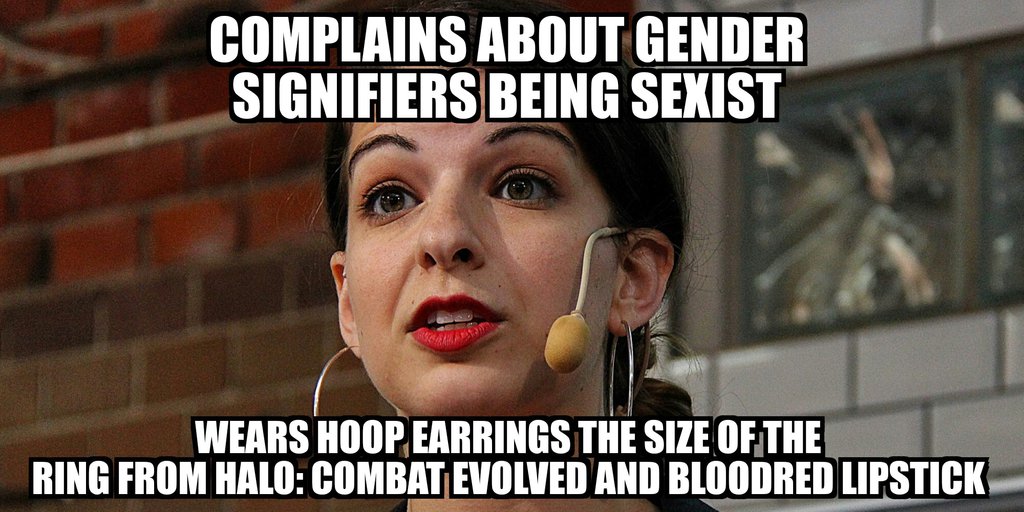 COMPLAINS ABOUT GENDER
SIGNIFIERS BEING SEXIST
WEARS HOOP EARRINGS THE SIZE OF THE
RING FROM HALO: COMBAT EVOLVED AND BLOODRED LIPSTICK